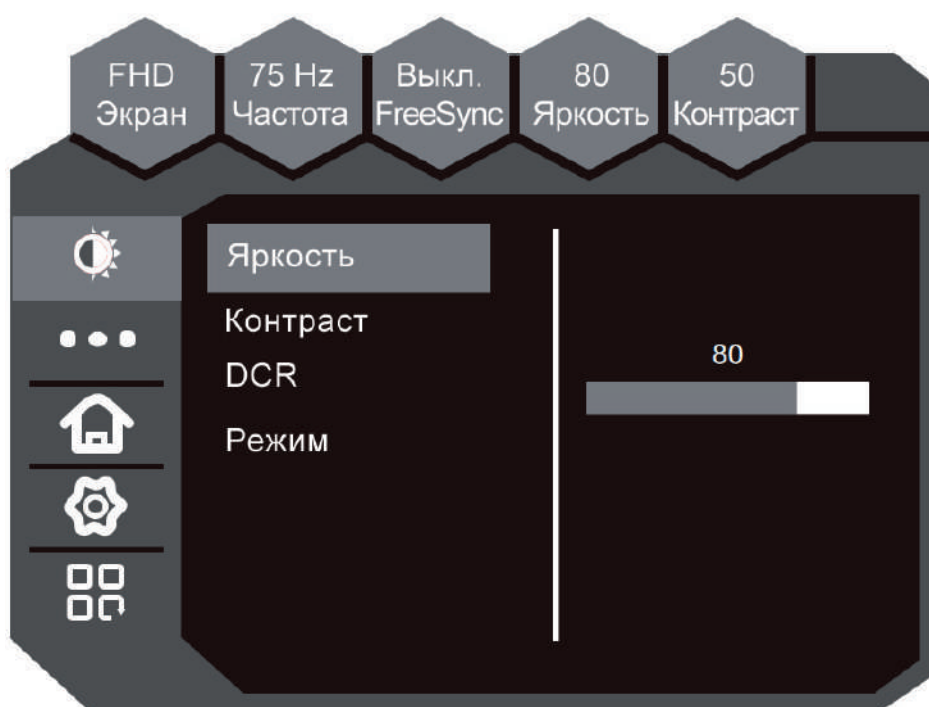 FHD
Экран
75 Hz
Частота
Выкл.
FreeSync
80
Яркость
50
Контраст
Яркость
Контраст
DCR
Режим
80